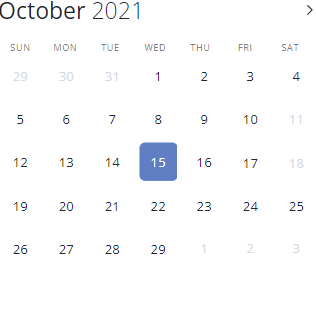 October 2021
SUN MON TUE WED THU FRI SAT
29 30 31 1 2 3 4
5 6 7 8 9 10 11
12 13 14 15 16 17 18
19 20 21 22 23 24 25
26 27 28 29 1 2 3